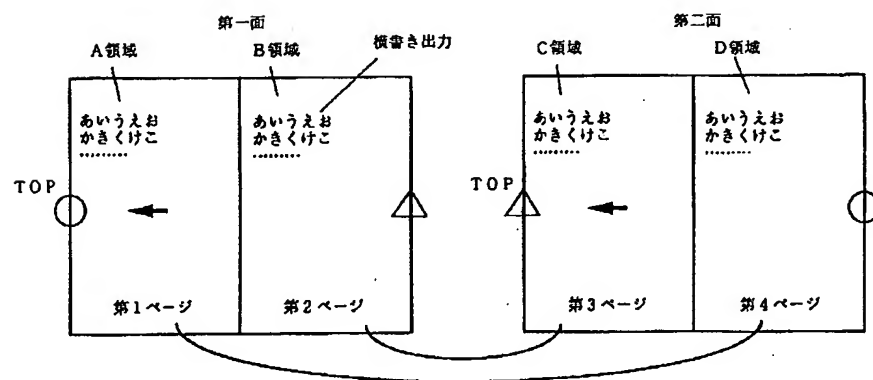 第一面
第二面
A領域
B領域
横書き出力
C領域
D領域
あいうえお
かきくけこ
.........
あいうえお
かきくけこ
.........
あいうえお
かきくけこ
.........
あいうえお
かきくけこ
.........
TOP
TOP
第1ページ
第2ページ
第3ページ
第4ページ